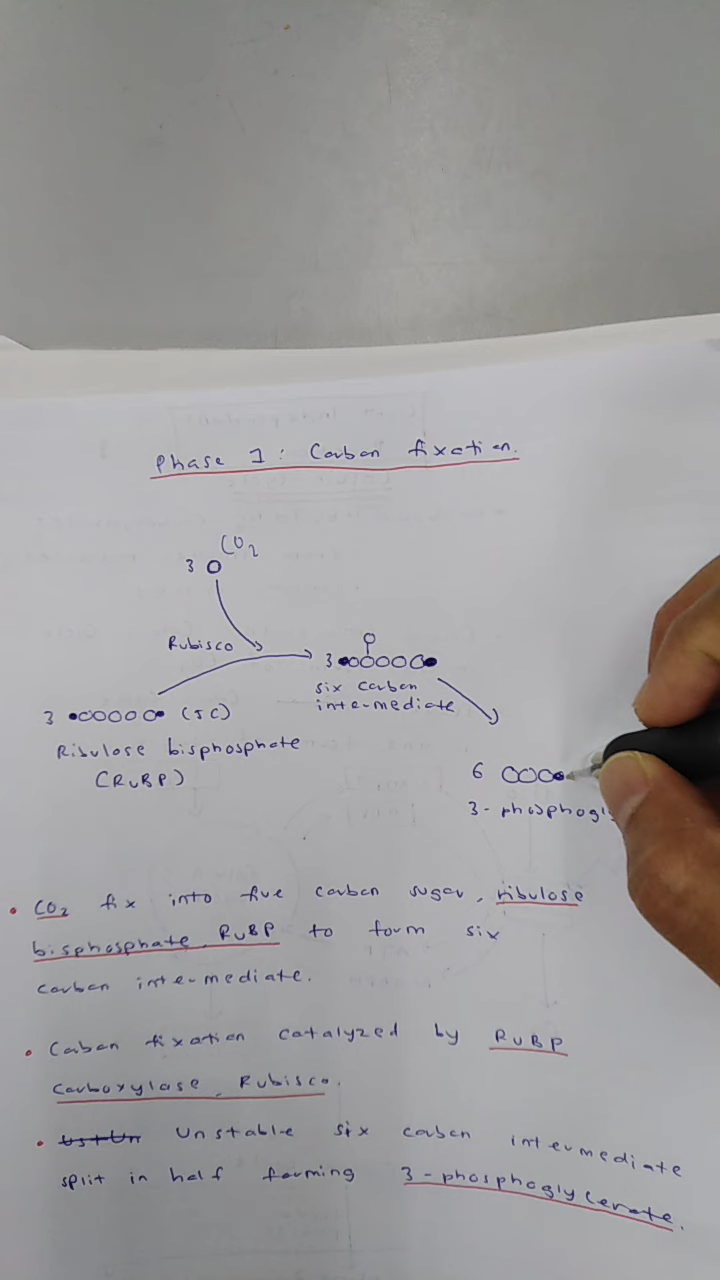 Phase 1: Carbon fixation.
CO2
3
Rubisco
3
six carbon
intermediate
3 (5C)
Ribulose bisphosphate
(RuBP)
6
3-phosphogl
• CO2 fix into five carbon sugar, ribulose
bisphosphate, RuBP to form six
carbon intermediate.
• Carbon fixation catalyzed by RuBP
carboxylase, Rubisco.
• Unstable six carbon intermediate
split in half forming 3-phosphoglycerate.